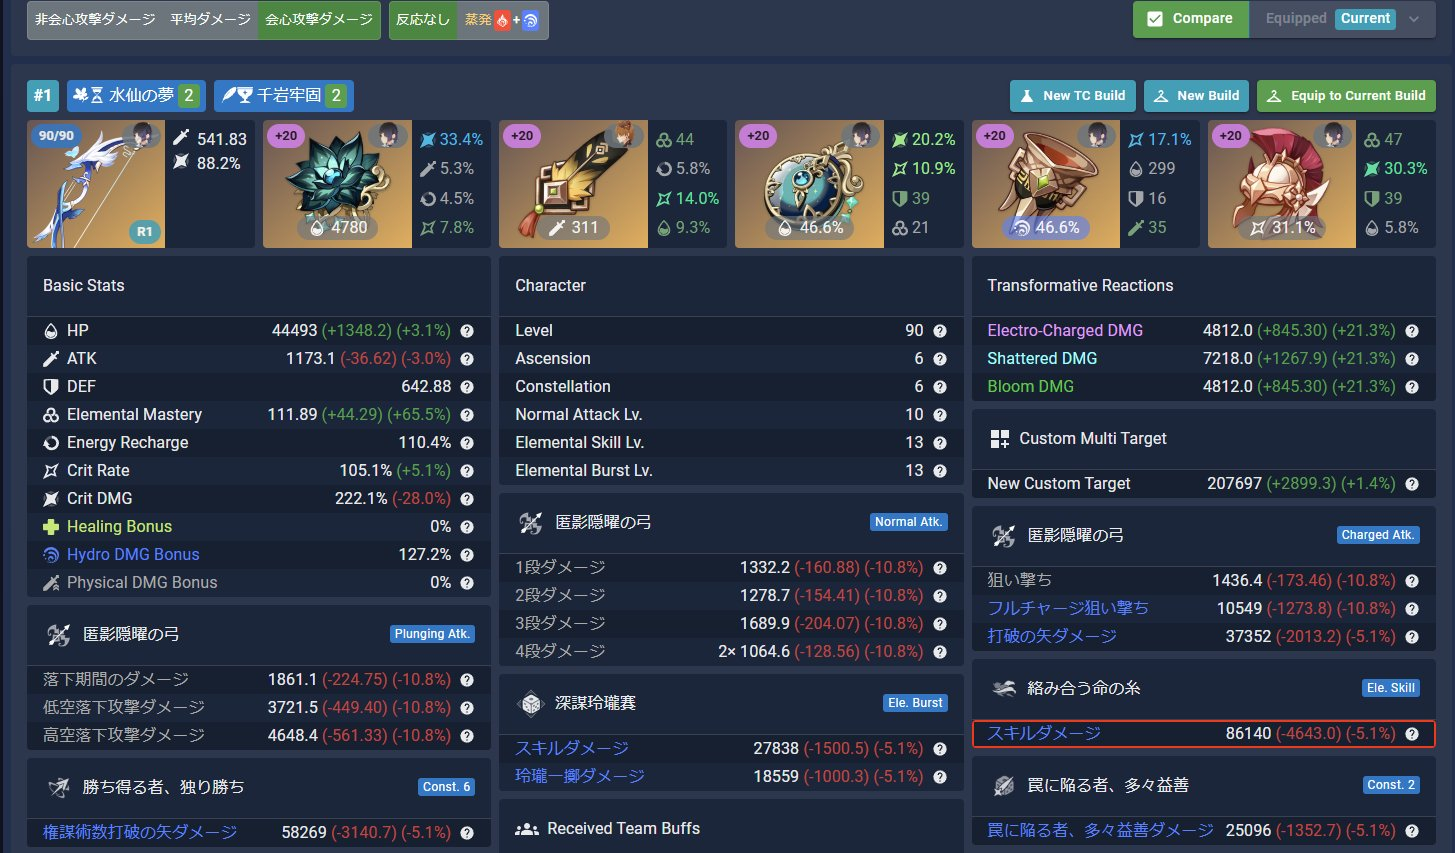 非会心攻撃ダメージ 平均ダメージ 会心攻撃ダメージ 反応なし 蒸発 + Compare Equipped Current
#1 水仙の夢 2 千岩牢固 2 New TC Build New Build Equip to Current Build
90/90 541.83 88.2% R1
+20 33.4% 5.3% 4.5% 7.8% 4780
+20 44 5.8% 14.0% 9.3% 311
+20 20.2% 10.9% 39 21 46.6%
+20 17.1% 299 16 35 46.6%
+20 47 30.3% 39 5.8% 31.1%
Basic Stats
HP 44493 (+1348.2) (+3.1%)
ATK 1173.1 (-36.62) (-3.0%)
DEF 642.88
Elemental Mastery 111.89 (+44.29) (+65.5%)
Energy Recharge 110.4%
Crit Rate 105.1% (+5.1%)
Crit DMG 222.1% (-28.0%)
Healing Bonus 0%
Hydro DMG Bonus 127.2%
Physical DMG Bonus 0%
匿影隠曜の弓 Plunging Atk.
落下期間のダメージ 1861.1 (-224.75) (-10.8%)
低空落下攻撃ダメージ 3721.5 (-449.40) (-10.8%)
高空落下攻撃ダメージ 4648.4 (-561.33) (-10.8%)
勝ち得る者、独り勝ち Const. 6
権謀術数打破の矢ダメージ 58269 (-3140.7) (-5.1%)
Character
Level 90
Ascension 6
Constellation 6
Normal Attack Lv. 10
Elemental Skill Lv. 13
Elemental Burst Lv. 13
匿影隠曜の弓 Normal Atk.
1段ダメージ 1332.2 (-160.88) (-10.8%)
2段ダメージ 1278.7 (-154.41) (-10.8%)
3段ダメージ 1689.9 (-204.07) (-10.8%)
4段ダメージ 2× 1064.6 (-128.56) (-10.8%)
深謀玲瓏賽 Ele. Burst
スキルダメージ 27838 (-1500.5) (-5.1%)
玲瓏一擲ダメージ 18559 (-1000.3) (-5.1%)
Received Team Buffs
Transformative Reactions
Electro-Charged DMG 4812.0 (+845.30) (+21.3%)
Shattered DMG 7218.0 (+1267.9) (+21.3%)
Bloom DMG 4812.0 (+845.30) (+21.3%)
Custom Multi Target
New Custom Target 207697 (+2899.3) (+1.4%)
匿影隠曜の弓 Charged Atk.
狙い撃ち 1436.4 (-173.46) (-10.8%)
フルチャージ狙い撃ち 10549 (-1273.8) (-10.8%)
打破の矢ダメージ 37352 (-2013.2) (-5.1%)
絡み合う命の糸 Ele. Skill
スキルダメージ 86140 (-4643.0) (-5.1%)
罠に陥る者、多々益善 Const. 2
罠に陥る者、多々益善ダメージ 25096 (-1352.7) (-5.1%)